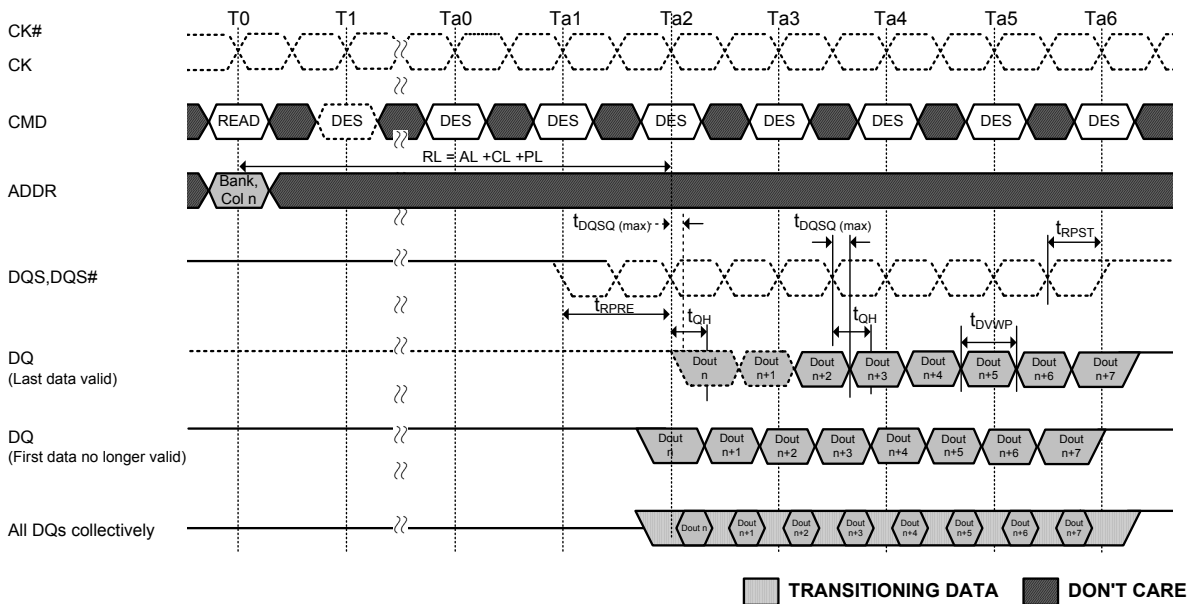 T0 T1 Ta0 Ta1 Ta2 Ta3 Ta4 Ta5 Ta6
CK#
CK
CMD READ DES DES DES DES DES DES DES DES
RL = AL +CL +PL
ADDR Bank,
Col n
tDQSQ (max) tDQSQ (max) tRPST
DQS,DQS#
tRPRE tQH tQH tDVWP
DQ Dout Dout Dout Dout Dout Dout Dout Dout
(Last data valid) n n+1 n+2 n+3 n+4 n+5 n+6 n+7
DQ Dout Dout Dout Dout Dout Dout Dout Dout
(First data no longer valid) n n+1 n+2 n+3 n+4 n+5 n+6 n+7
All DQs collectively Dout n Dout Dout Dout Dout Dout Dout Dout
n+1 n+2 n+3 n+4 n+5 n+6 n+7
TRANSITIONING DATA DON'T CARE